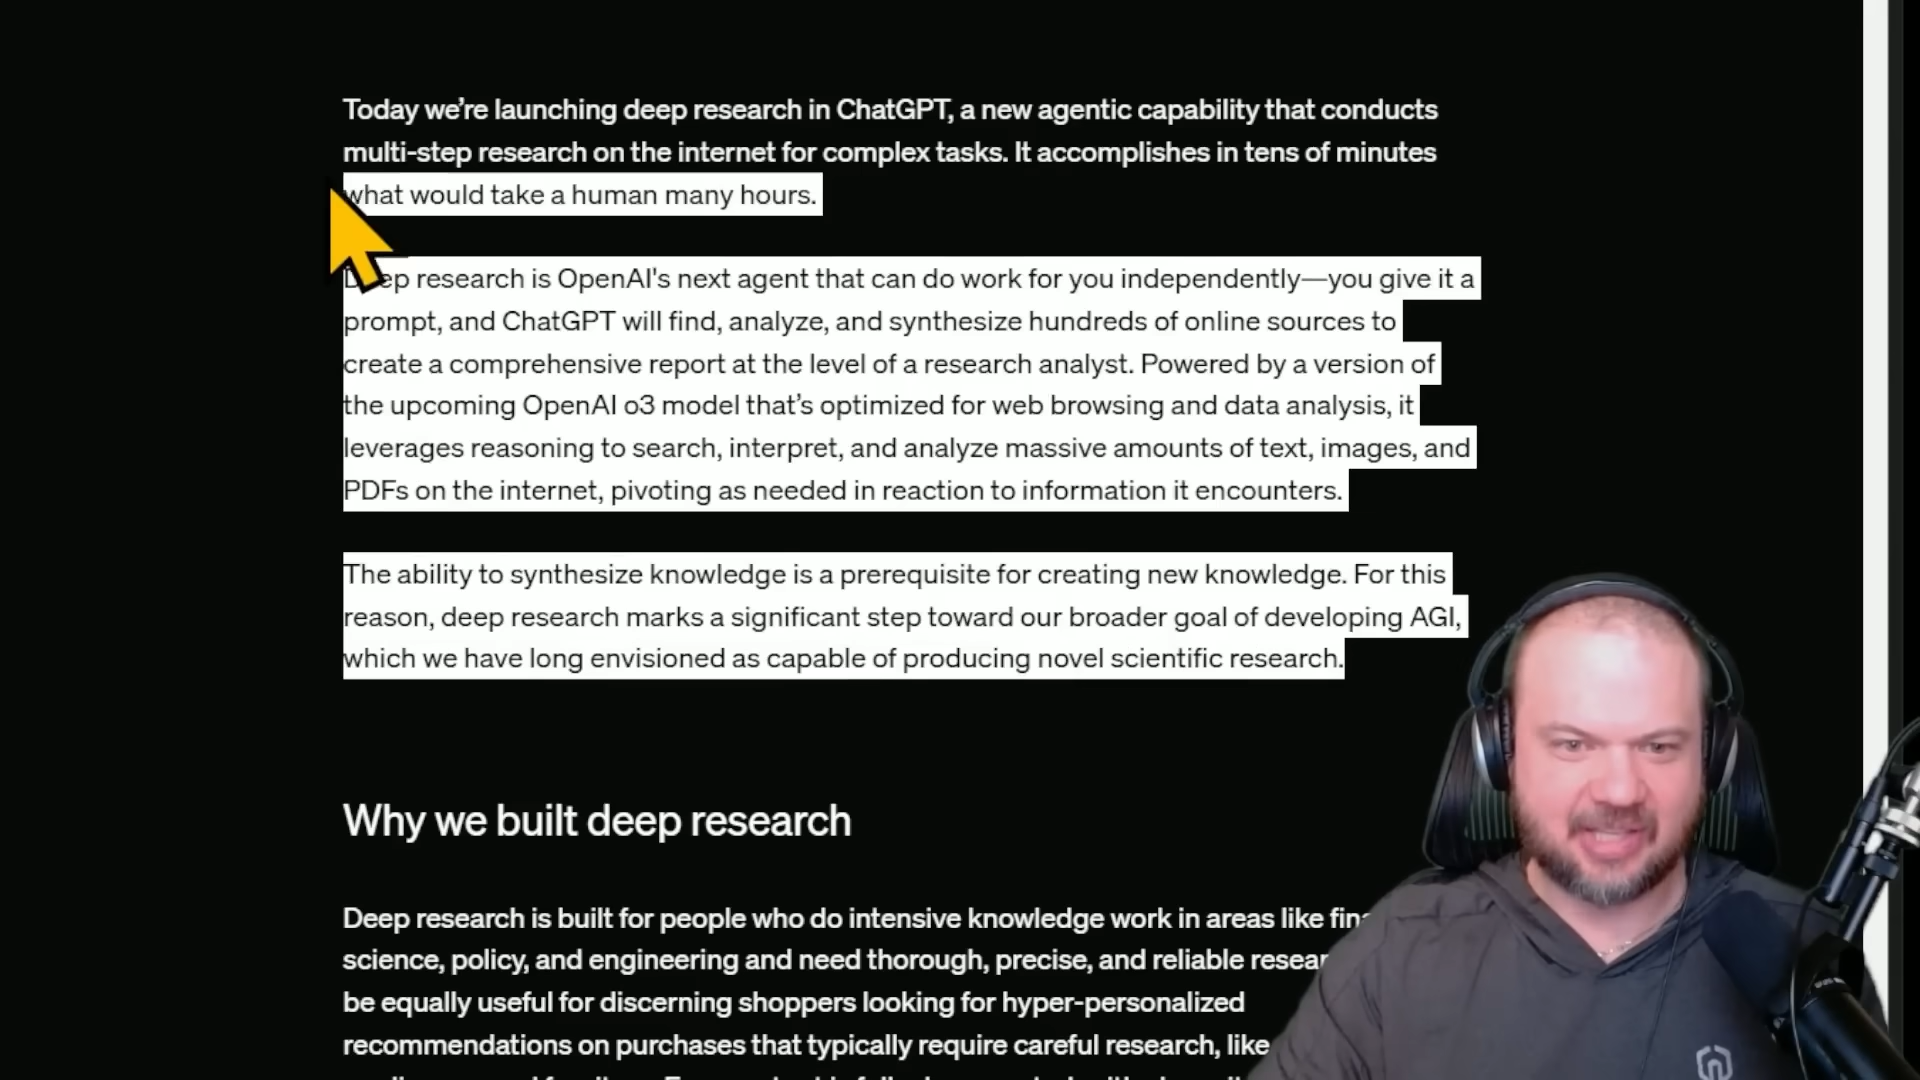 Today we’re launching deep research in ChatGPT, a new agentic capability that conducts
multi-step research on the internet for complex tasks. It accomplishes in tens of minutes
what would take a human many hours.
Deep research is OpenAI's next agent that can do work for you independently—you give it a
prompt, and ChatGPT will find, analyze, and synthesize hundreds of online sources to
create a comprehensive report at the level of a research analyst. Powered by a version of
the upcoming OpenAI o3 model that’s optimized for web browsing and data analysis, it
leverages reasoning to search, interpret, and analyze massive amounts of text, images, and
PDFs on the internet, pivoting as needed in reaction to information it encounters.
The ability to synthesize knowledge is a prerequisite for creating new knowledge. For this
reason, deep research marks a significant step toward our broader goal of developing AGI,
which we have long envisioned as capable of producing novel scientific research.
Why we built deep research
Deep research is built for people who do intensive knowledge work in areas like
science, policy, and engineering and need thorough, precise, and reliable
be equally useful for discerning shoppers looking for hyper-personalized
recommendations on purchases that typically require careful research, like